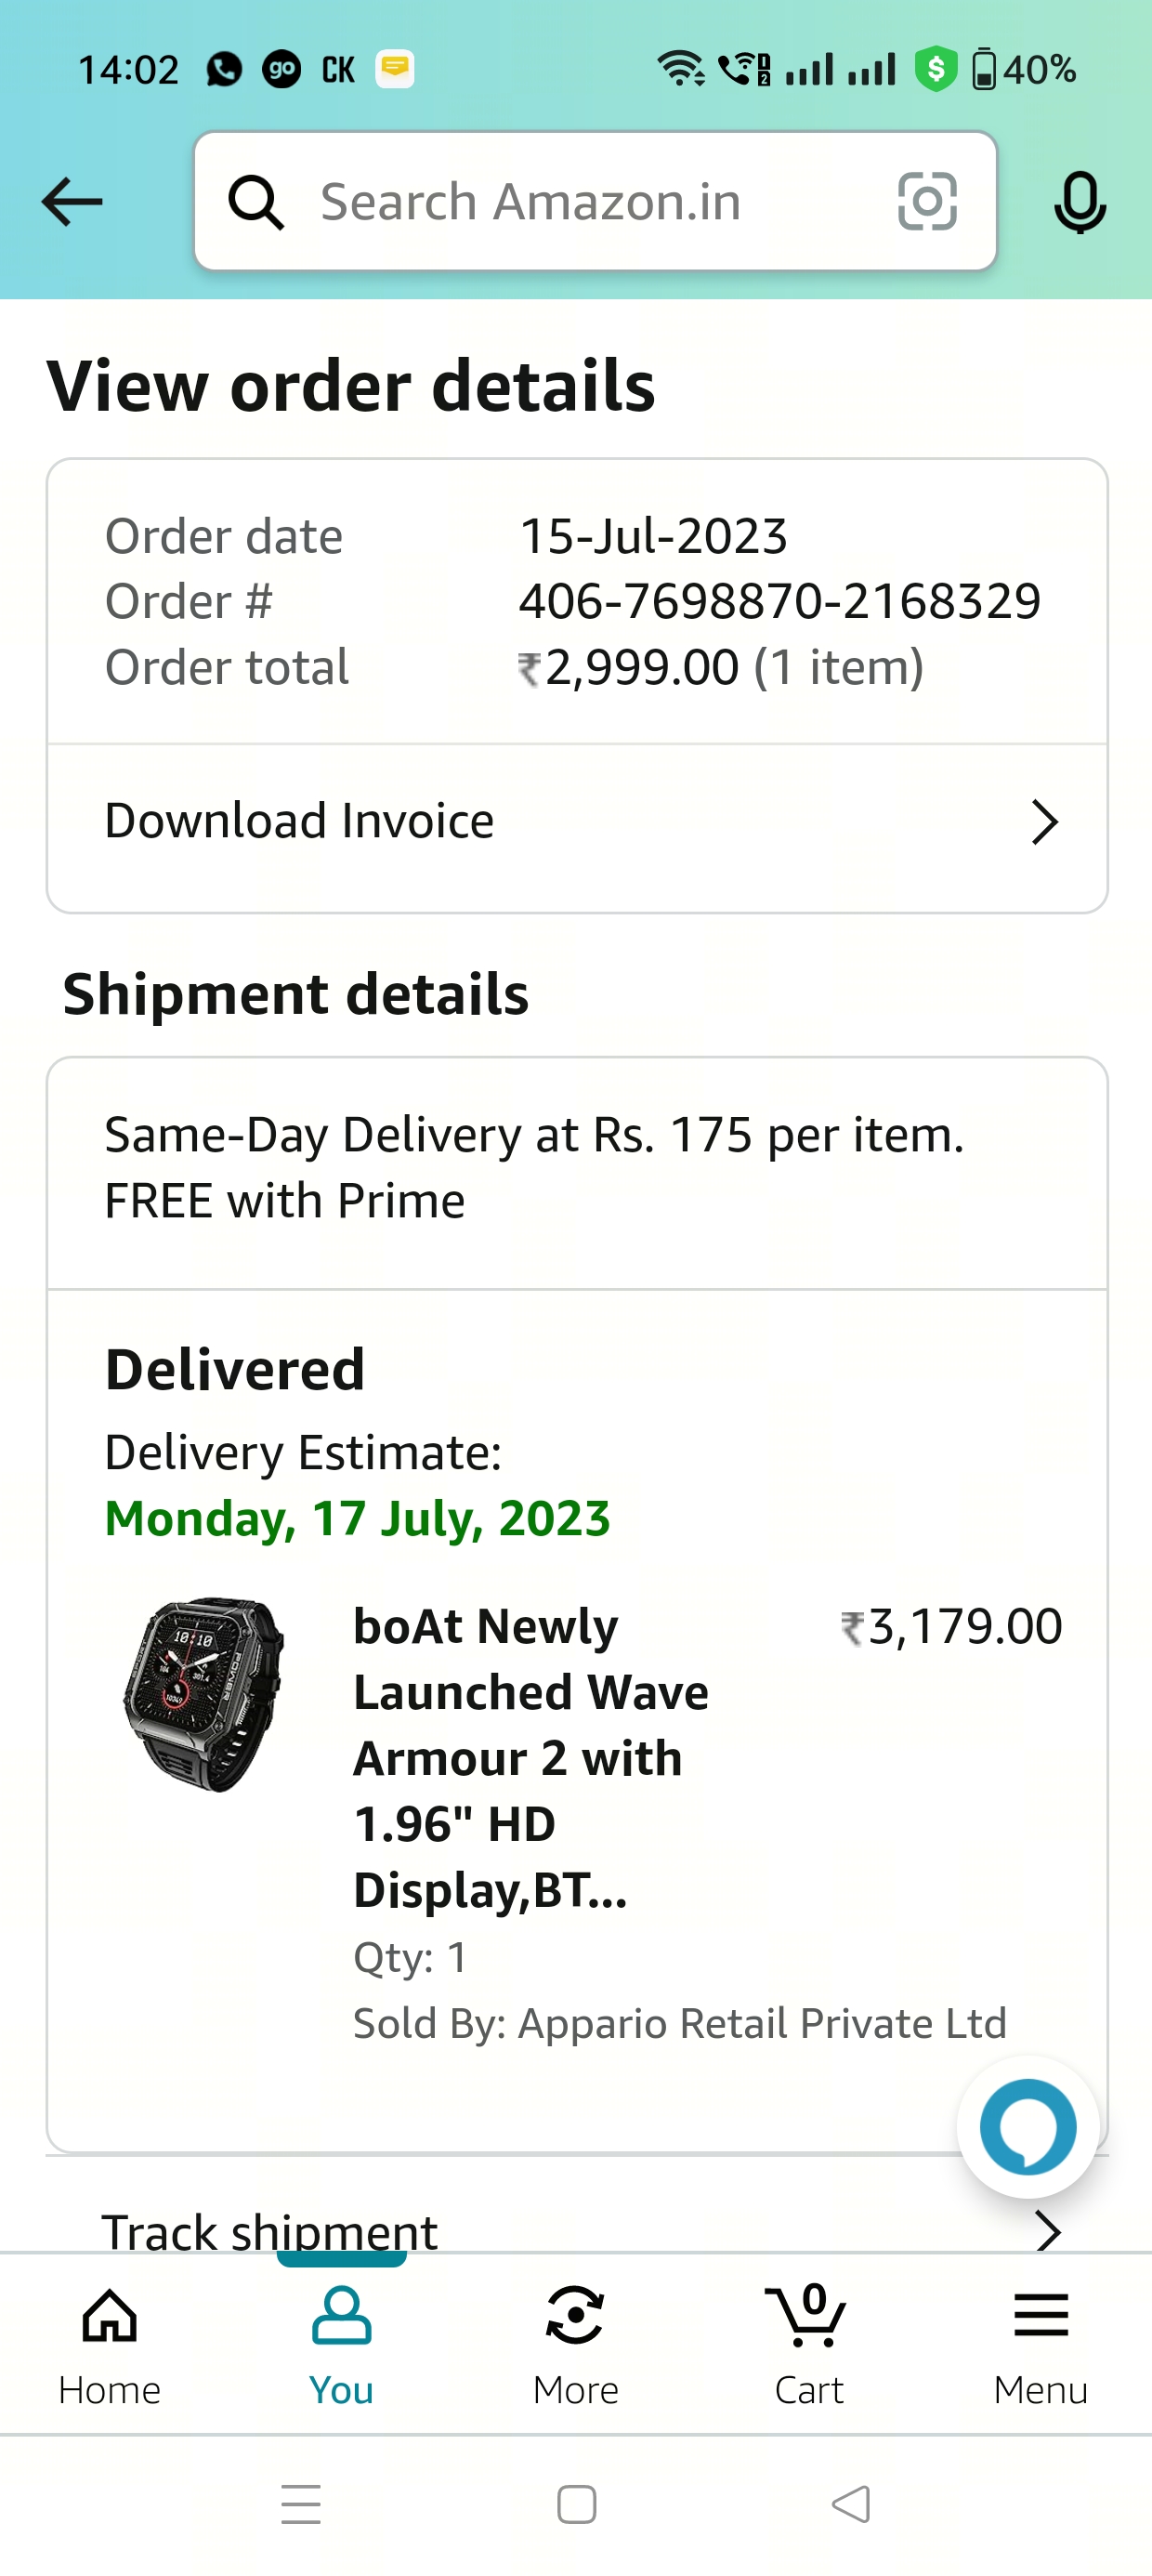 14:02 go CK 40%
Search Amazon.in
View order details
Order date 15-Jul-2023
Order # 406-7698870-2168329
Order total ₹2,999.00 (1 item)
Download Invoice
Shipment details
Same-Day Delivery at Rs. 175 per item.
FREE with Prime
Delivered
Delivery Estimate:
Monday, 17 July, 2023
10:10
POWER
boAt Newly ₹3,179.00
Launched Wave
Armour 2 with
1.96" HD
Display,BT...
Qty: 1
Sold By: Appario Retail Private Ltd
Track shipment
0
Home You More Cart Menu